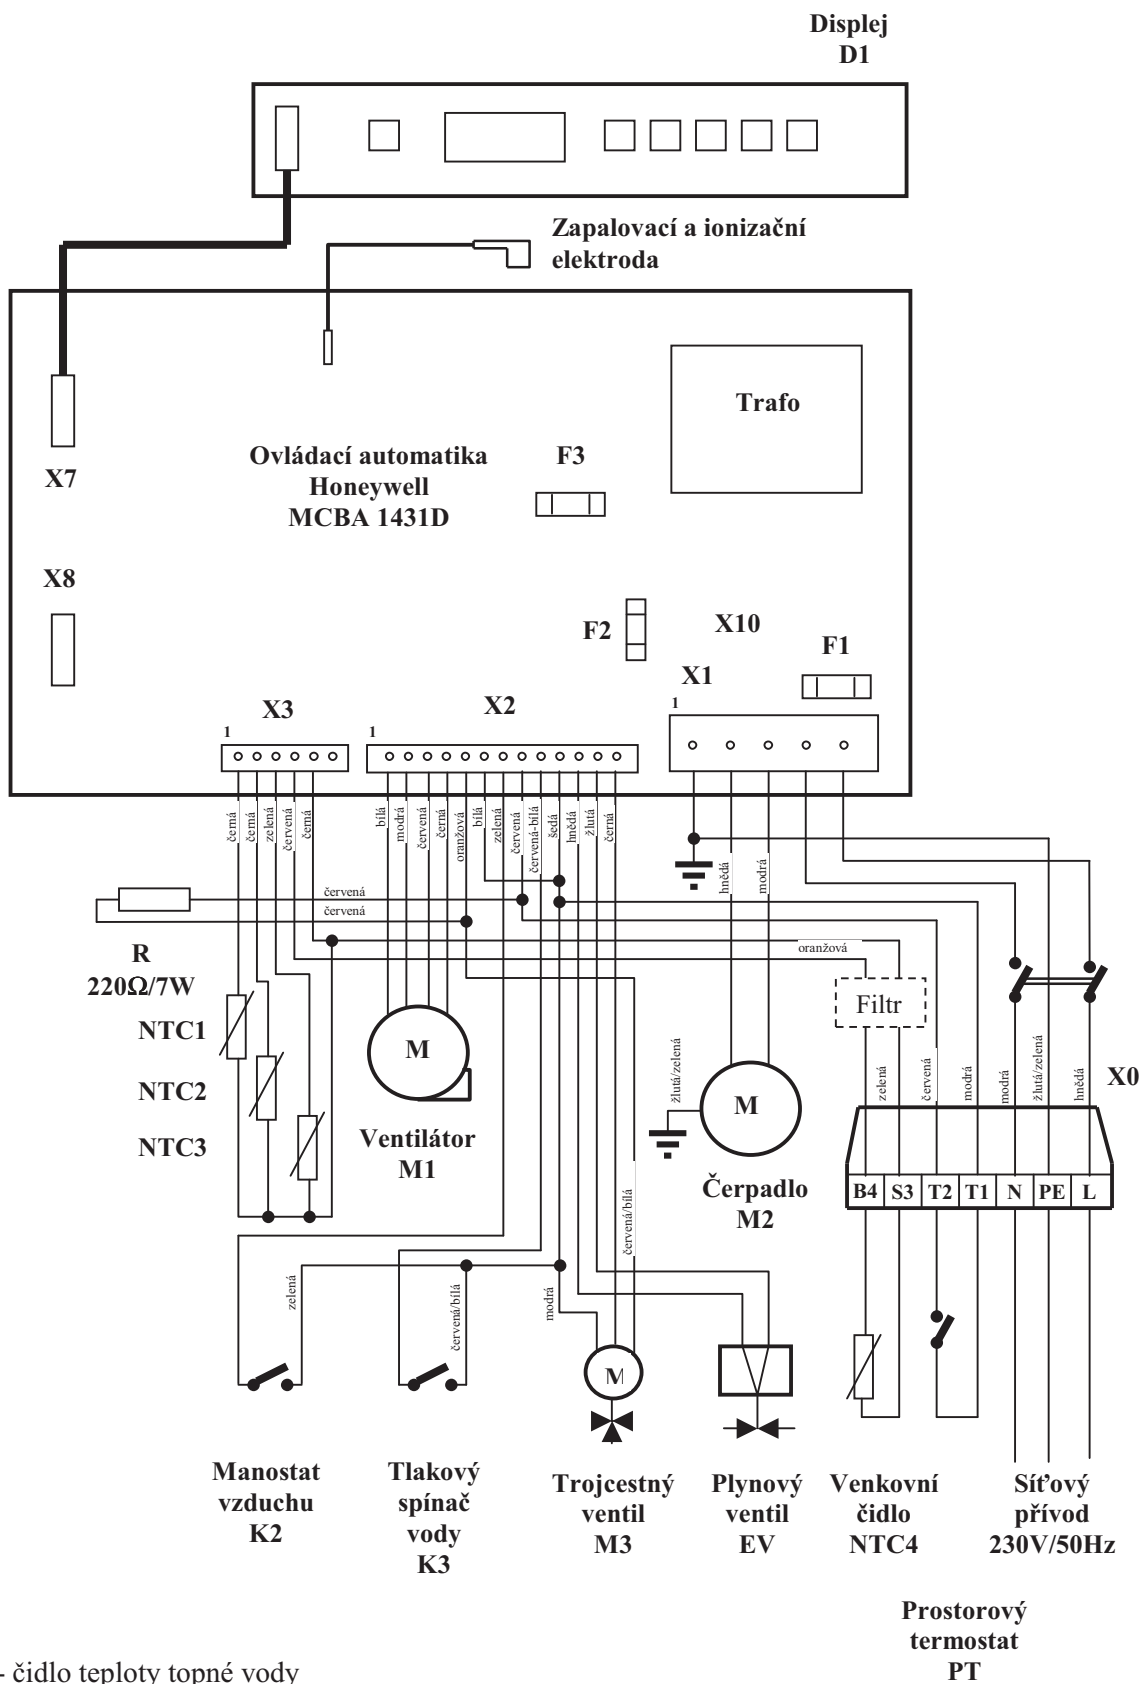 Displej
D1
Zapalovací a ionizační
elektroda
Trafo
Ovládací automatika
Honeywell
MCBA 1431D
F3
X7
X8
F2
X10
F1
X1
1
X3
1
X2
1
černá
černá
zelená
červená
černá
bílá
modrá
červená
černá
oranžová
bílá
zelená
červená
červená-bílá
šedá
hnědá
žlutá
černá
hnědá
modrá
červená
červená
oranžová
R
220Ω/7W
NTC1
NTC2
NTC3
M
Ventilátor
M1
žlutá/zelená
M
Čerpadlo
M2
Filtr
zelená
červená
modrá
modrá
žlutá/zelená
hnědá
X0
B4 S3 T2 T1 N PE L
červená/bílá
zelená
červená/bílá
modrá
M
Manostat
vzduchu
K2
Tlakový
spínač
vody
K3
Trojcestný
ventil
M3
Plynový
ventil
EV
Venkovní
čidlo
NTC4
Síťový
přívod
230V/50Hz
Prostorový
termostat
PT
- čidlo teploty topné vody